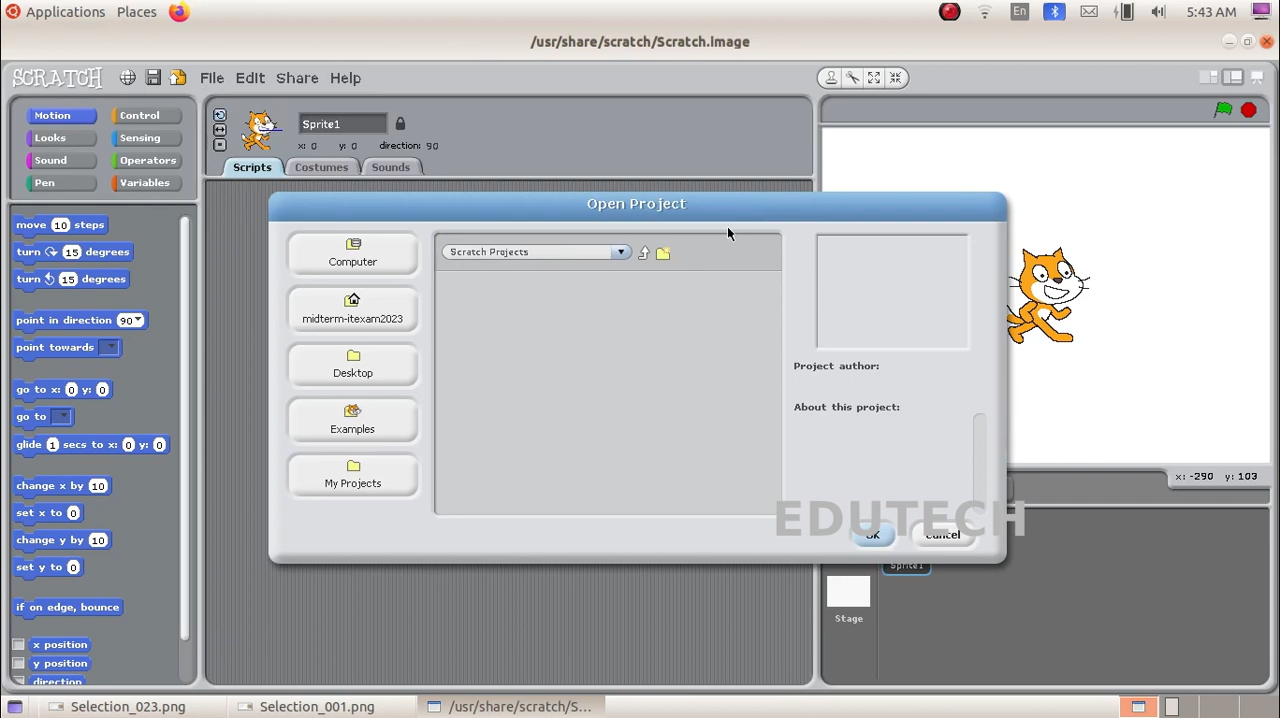 Applications Places En 5:43 AM
/usr/share/scratch/Scratch.image
SCRATCH File Edit Share Help
Motion Control
Looks Sensing
Sound Operators
Pen Variables
Sprite1
x: 0 y: 0 direction: 90
Scripts Costumes Sounds
move 10 steps
turn 15 degrees
turn 15 degrees
point in direction 90
point towards
go to x: 0 y: 0
go to
glide 1 secs to x: 0 y: 0
change x by 10
set x to 0
change y by 10
set y to 0
if on edge, bounce
x position
y position
direction
Open Project
Computer
midterm-itexam2023
Desktop
Examples
My Projects
Scratch Projects
Project author:
About this project:
EDUTECH
OK Cancel
x: -290 y: 103
Sprite1
Stage
Selection_023.png Selection_001.png /usr/share/scratch/S...